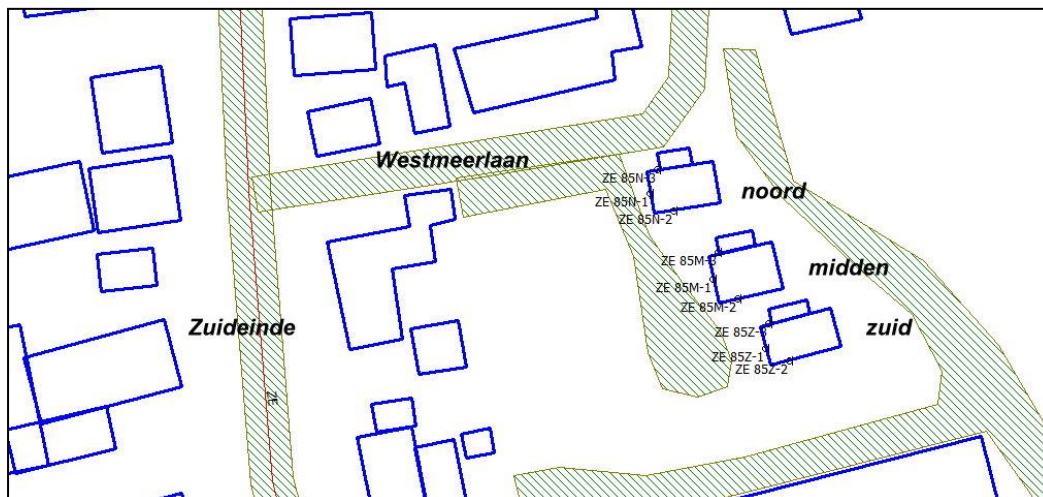 Westmeerlaan
ZE 85N-3
noord
ZE 85N-1
ZE 85N-2
ZE 85M-3
midden
ZE 85M-1
ZE 85M-2
Zuideinde
ZE 85Z-3
zuid
ZE 85Z-1
ZE 85Z-2
ZE